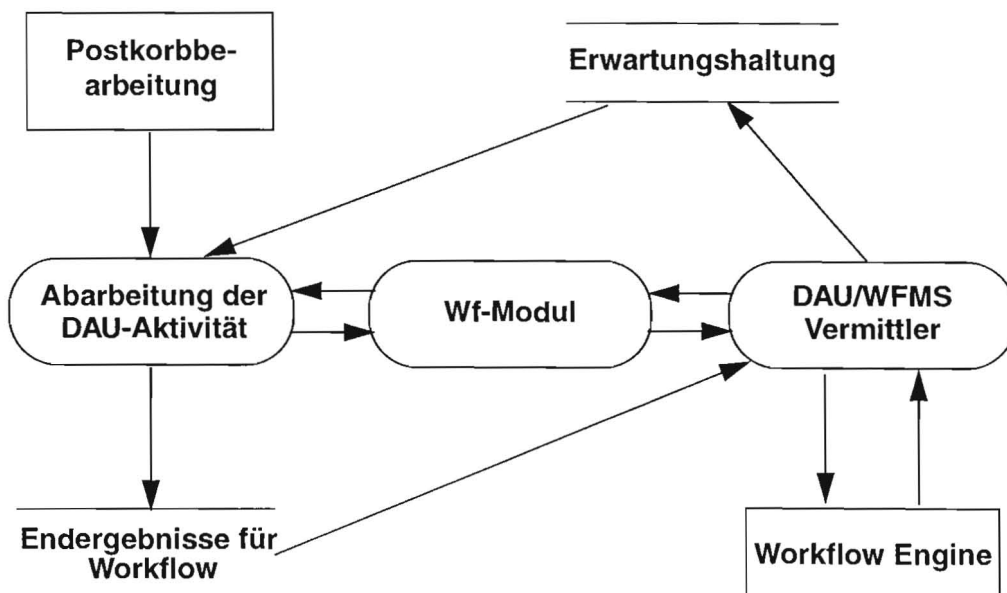 Postkorbbe-
arbeitung
Erwartungshaltung
Abarbeitung der
DAU-Aktivität
Wf-Modul
DAU/WFMS
Vermittler
Endergebnisse für
Workflow
Workflow Engine